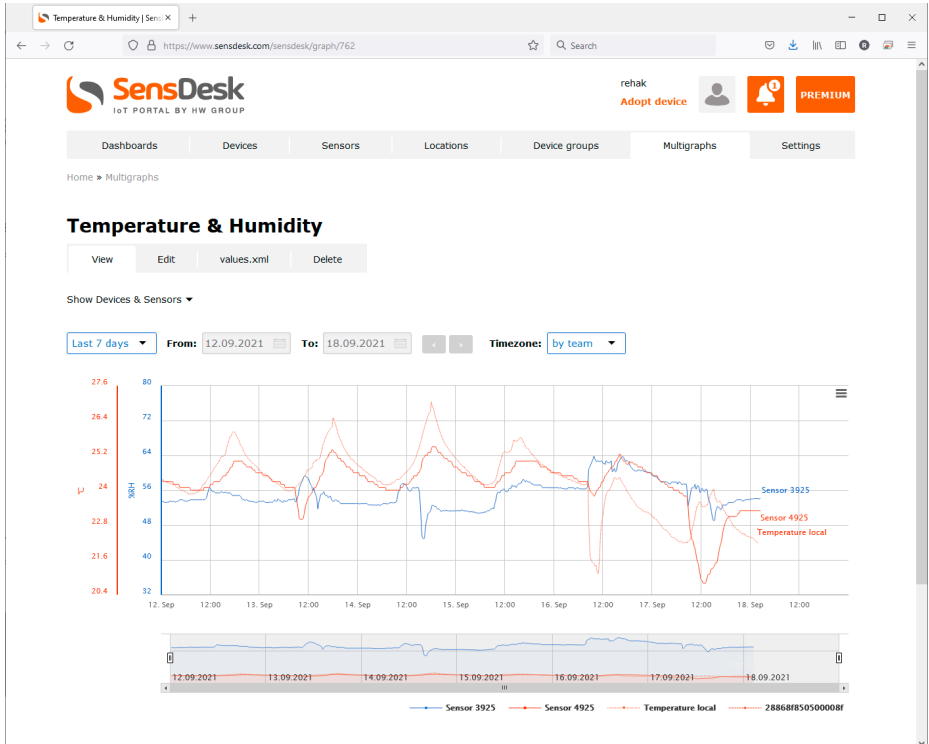 Temperature & Humidity | Sens
https://www.sensdesk.com/sensdesk/graph/762
Search
SensDesk
IoT PORTAL BY HW GROUP
rehak
Adopt device
1
PREMIUM
Dashboards Devices Sensors Locations Device groups Multigraphs Settings
Home » Multigraphs
Temperature & Humidity
View Edit values.xml Delete
Show Devices & Sensors
Last 7 days From: 12.09.2021 To: 18.09.2021 Timezone: by team
27.6 80
26.4 72
25.2 64
°C 24 %RH 56
22.8 48
21.6 40
20.4 32
Sensor 3925
Sensor 4925
Temperature local
12. Sep 12:00 13. Sep 12:00 14. Sep 12:00 15. Sep 12:00 16. Sep 12:00 17. Sep 12:00 18. Sep 12:00
12.09.2021 13.09.2021 14.09.2021 15.09.2021 16.09.2021 17.09.2021 18.09.2021
Sensor 3925 Sensor 4925 Temperature local 28868f850500008f